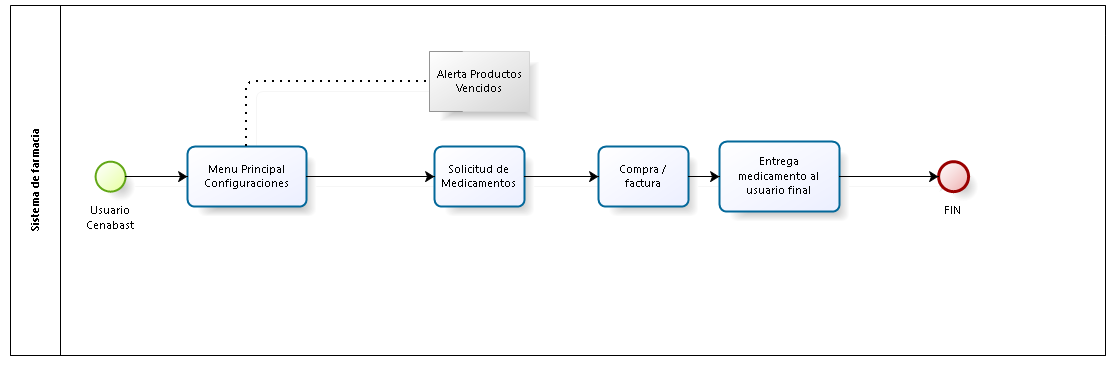 Sistema de farmacia
Alerta Productos
Vencidos
Usuario
Cenabast
Menu Principal
Configuraciones
Solicitud de
Medicamentos
Compra /
factura
Entrega
medicamento al
usuario final
FIN